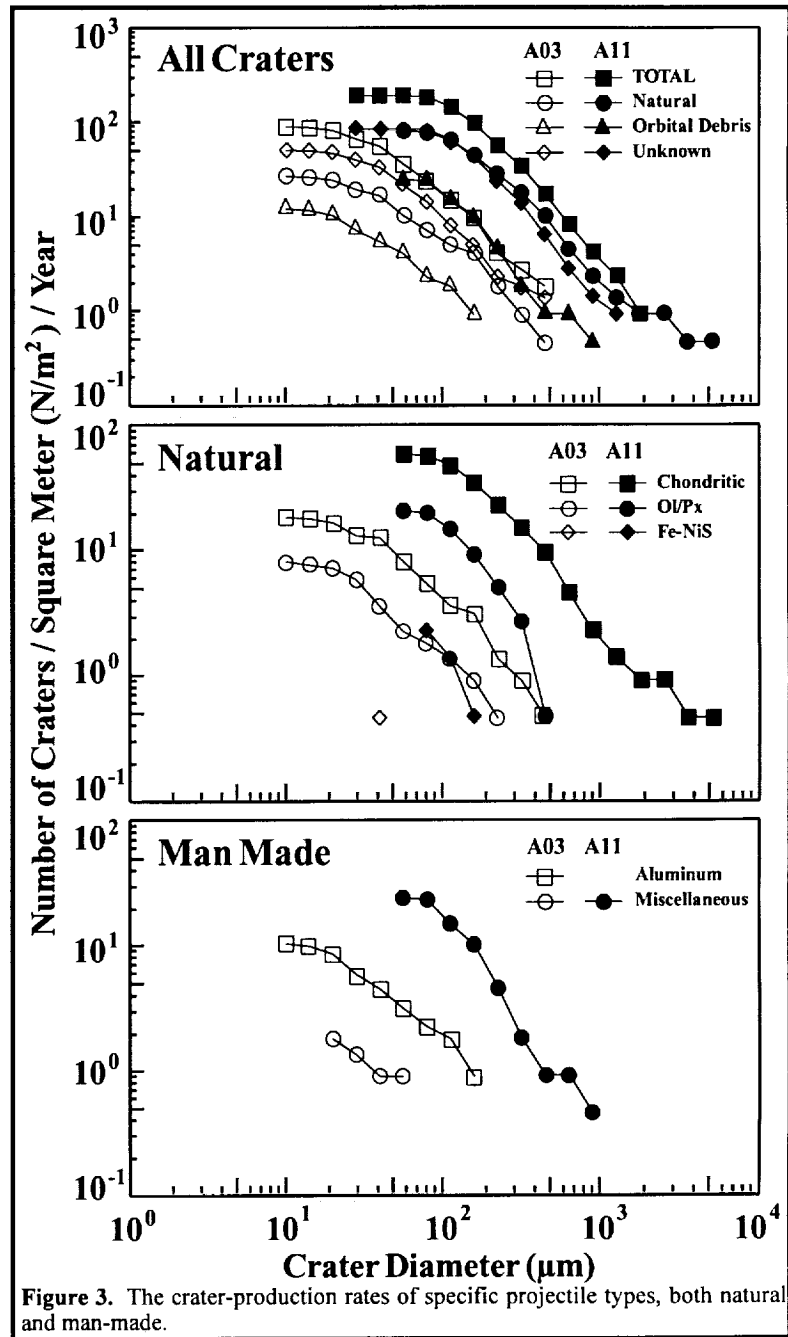 Number of Craters / Square Meter (N/m²) / Year
All Craters
A03 A11
TOTAL
Natural
Orbital Debris
Unknown
10³
10²
10¹
10⁰
10⁻¹
Natural
A03 A11
Chondritic
Ol/Px
Fe-NiS
10²
10¹
10⁰
10⁻¹
Man Made
A03 A11
Aluminum
Miscellaneous
10²
10¹
10⁰
10⁻¹
10⁰ 10¹ 10² 10³ 10⁴
Crater Diameter (µm)
Figure 3. The crater-production rates of specific projectile types, both natural
and man-made.